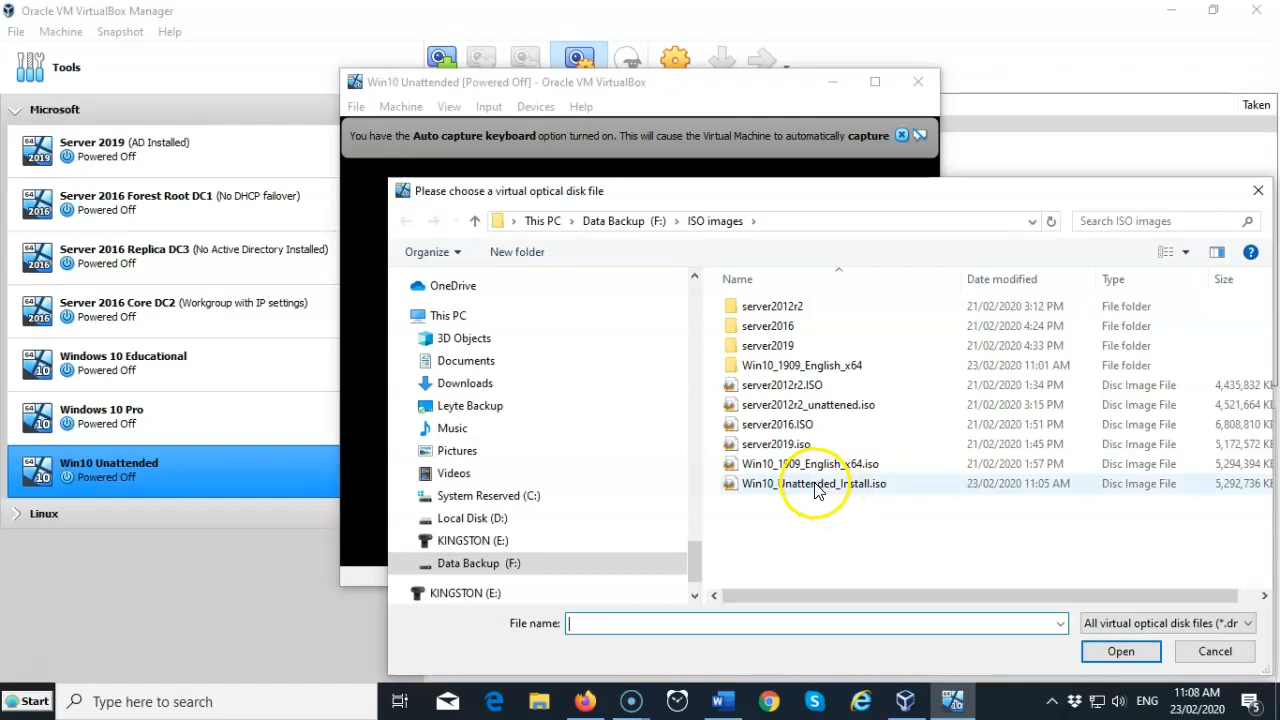 Oracle VM VirtualBox Manager
File Machine Snapshot Help
Tools
Microsoft
Taken
Server 2019 (AD Installed)
Powered Off
Server 2016 Forest Root DC1 (No DHCP failover)
Powered Off
Server 2016 Replica DC3 (No Active Directory Installed)
Powered Off
Server 2016 Core DC2 (Workgroup with IP settings)
Powered Off
Windows 10 Educational
Powered Off
Windows 10 Pro
Powered Off
Win10 Unattended
Powered Off
Linux
Win10 Unattended [Powered Off] - Oracle VM VirtualBox
File Machine View Input Devices Help
You have the Auto capture keyboard option turned on. This will cause the Virtual Machine to automatically capture
Please choose a virtual optical disk file
This PC > Data Backup (F:) > ISO images >
Search ISO images
Organize New folder
OneDrive
This PC
3D Objects
Documents
Downloads
Leyte Backup
Music
Pictures
Videos
System Reserved (C:)
Local Disk (D:)
KINGSTON (E:)
Data Backup (F:)
KINGSTON (E:)
Name Date modified Type Size
server2012r2 21/02/2020 3:12 PM File folder
server2016 21/02/2020 4:24 PM File folder
server2019 21/02/2020 4:33 PM File folder
Win10_1909_English_x64 23/02/2020 11:01 AM File folder
server2012r2.ISO 21/02/2020 1:34 PM Disc Image File 4,435,832 KE
server2012r2_unattened.iso 21/02/2020 3:15 PM Disc Image File 4,521,664 KE
server2016.ISO 21/02/2020 1:51 PM Disc Image File 6,808,810 KE
server2019.iso 21/02/2020 1:45 PM Disc Image File 5,172,572 KE
Win10_1909_English_x64.iso 21/02/2020 1:57 PM Disc Image File 5,294,394 KE
Win10_Unattended_Install.iso 23/02/2020 11:05 AM Disc Image File 5,292,736 KE
File name:
All virtual optical disk files (*.dr
Open Cancel
Start
Type here to search
ENG
11:08 AM
23/02/2020
5